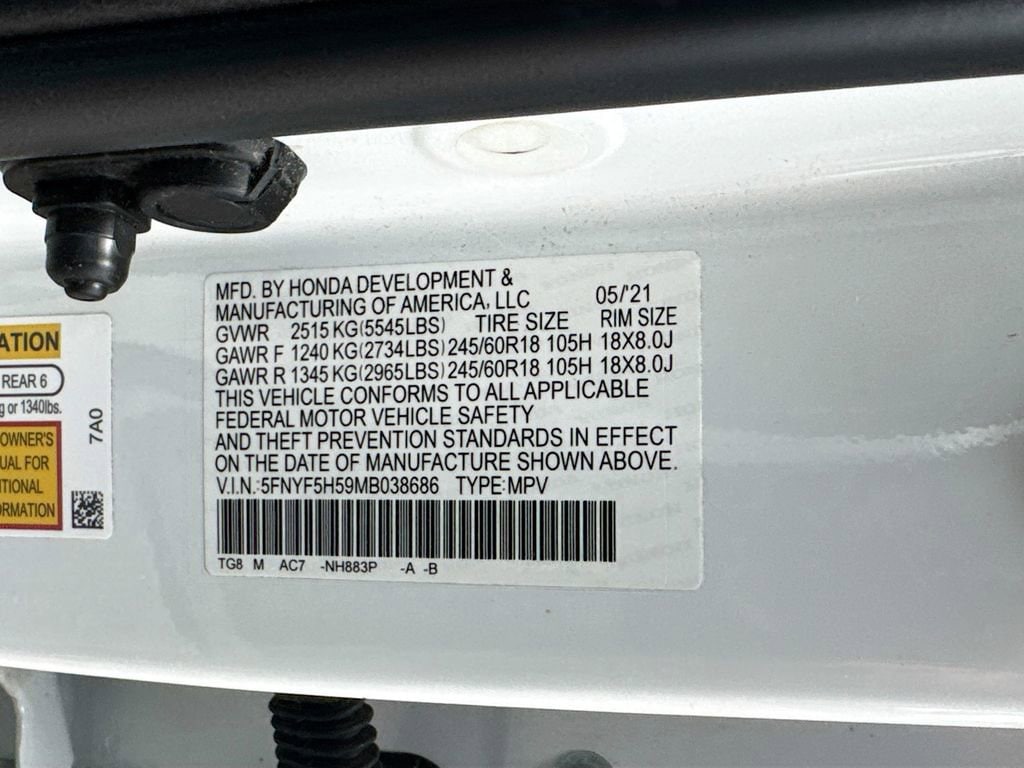 MFD. BY HONDA DEVELOPMENT &
MANUFACTURING OF AMERICA, LLC 05/'21
GVWR 2515 KG(5545LBS) TIRE SIZE RIM SIZE
GAWR F 1240 KG(2734LBS) 245/60R18 105H 18X8.0J
GAWR R 1345 KG(2965LBS) 245/60R18 105H 18X8.0J
THIS VEHICLE CONFORMS TO ALL APPLICABLE
FEDERAL MOTOR VEHICLE SAFETY
AND THEFT PREVENTION STANDARDS IN EFFECT
ON THE DATE OF MANUFACTURE SHOWN ABOVE.
V.I.N.:5FNYF5H59MB038686 TYPE:MPV
TG8 M AC7 -NH883P -A -B
ATION
REAR 6
g or 1340lbs.
OWNER'S
UAL FOR
ITIONAL
ORMATION
7A0